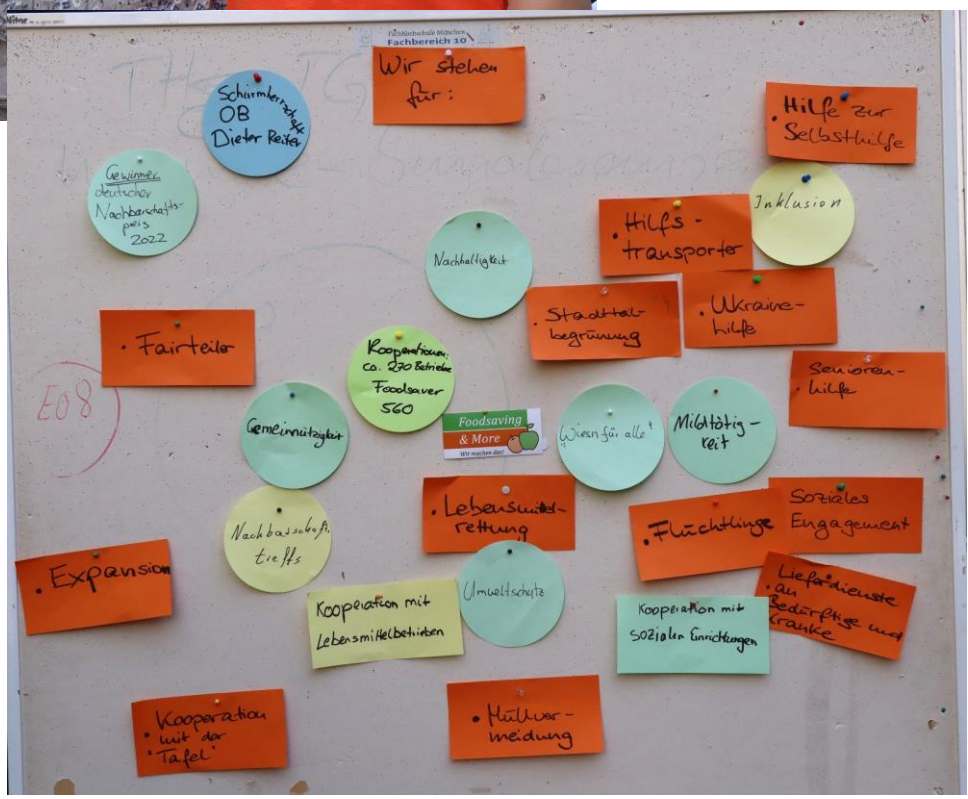 Fachhochschule München
Fachbereich 10
Wir stehen
für:
Schirmherrschaft
OB
Dieter Reiter
• Hilfe zur
Selbsthilfe
Gewinner
deutscher
Nachbarschafts-
preis
2022
Inklusion
• Hilfs-
transporter
Nachhaltigkeit
• Ukraine-
hilfe
begrünung
• Fairteiler
Kooperationen:
ca. 270 Betriebe
Foodsaver
560
• Senioren-
hilfe
E08
Gemeinnützigkeit
Foodsaving
& More
Wir machen das!
"Wiesn für alle"
Mildtätig-
keit
• Lebensmittel-
rettung
• Flüchtlinge
• Soziales
Engagement
Nachbarschafts
treffs
• Expansion
Umweltschutz
• Lieferdienste
an
Bedürftige und
Kranke
Kooperation mit
Lebensmittelbetrieben
Kooperation mit
sozialen Einrichtungen
• Kooperation
mit der
"Tafel"
• Müllver-
meidung